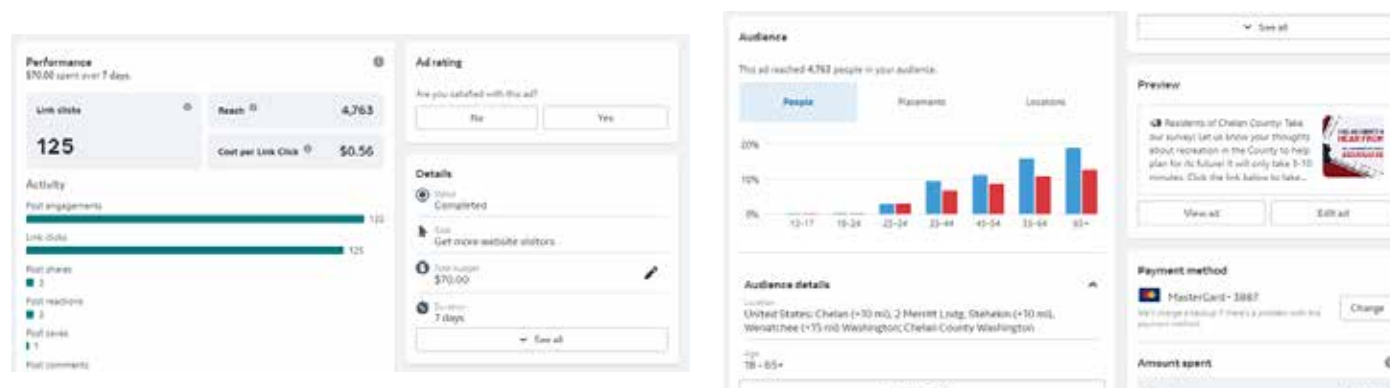 Performance
$70.00 spent over 7 days.
Link clicks
125
Reach
4,763
Cost per Link Click
$0.56
Activity
Post engagements
Link clicks
125
Post shares
Post reactions
Post saves
1
Post comments
Ad rating
Are you satisfied with this ad?
No
Yes
Details
Status
Completed
Goal
Get more website visitors
Total budget
$70.00
Duration
7 days
See all
Audience
This ad reached 4,763 people in your audience.
People
Placements
Locations
20%
10%
0%
13-17
18-24
25-34
35-44
45-54
55-64
65+
Audience details
Location
United States: Chelan (+10 mi), 2 Merritt Lndg, Stehekin (+10 mi),
Wenatchee (+15 mi) Washington; Chelan County Washington
Age
18 - 65+
See all
Preview
Residents of Chelan County: Take
our survey! Let us know your thoughts
about recreation in the County to help
plan for its future! It will only take
minutes. Click the link below to take...
HEAR FROM
View ad
Edit ad
Payment method
MasterCard - 3887
Change
Amount spent